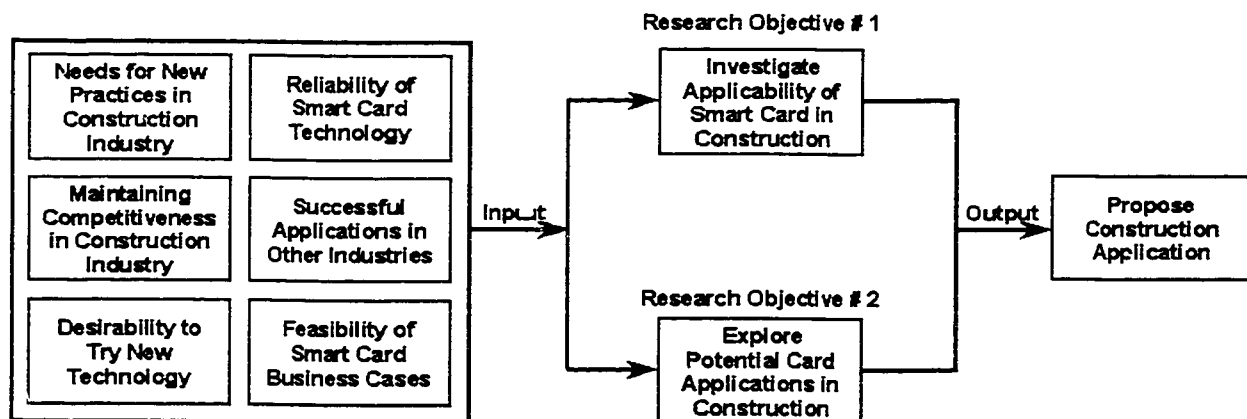 Needs for New
Practices in
Construction
Industry
Reliability of
Smart Card
Technology
Maintaining
Competitiveness
in Construction
Industry
Successful
Applications in
Other Industries
Desirability to
Try New
Technology
Feasibility of
Smart Card
Business Cases
Input
Research Objective # 1
Investigate
Applicability of
Smart Card in
Construction
Research Objective # 2
Explore
Potential Card
Applications in
Construction
Output
Propose
Construction
Application